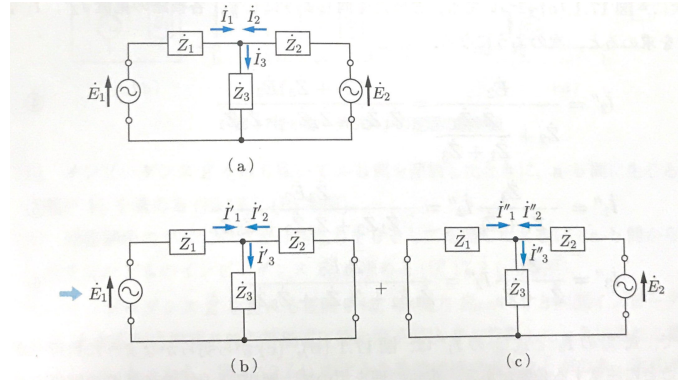 İ₁ İ₂
Ż₁ Ż₂
İ₃
Ė₁ Ż₃ Ė₂
(a)
İ′₁ İ′₂ İ″₁ İ″₂
Ż₁ Ż₂ Ż₁ Ż₂
İ′₃ İ″₃
Ė₁ Ż₃ + Ż₃ Ė₂
(b) (c)